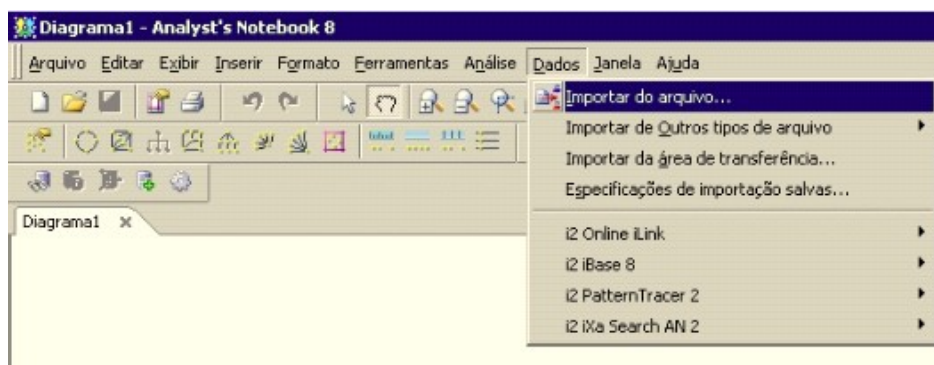 Diagrama1 - Analyst's Notebook 8
Arquivo Editar Exibir Inserir Formato Ferramentas Análise Dados Janela Ajuda
Importar do arquivo...
Importar de Outros tipos de arquivo
Importar da área de transferência...
Especificações de importação salvas...
Diagrama1
i2 Online iLink
i2 iBase 8
i2 PatternTracer 2
i2 iXa Search AN 2